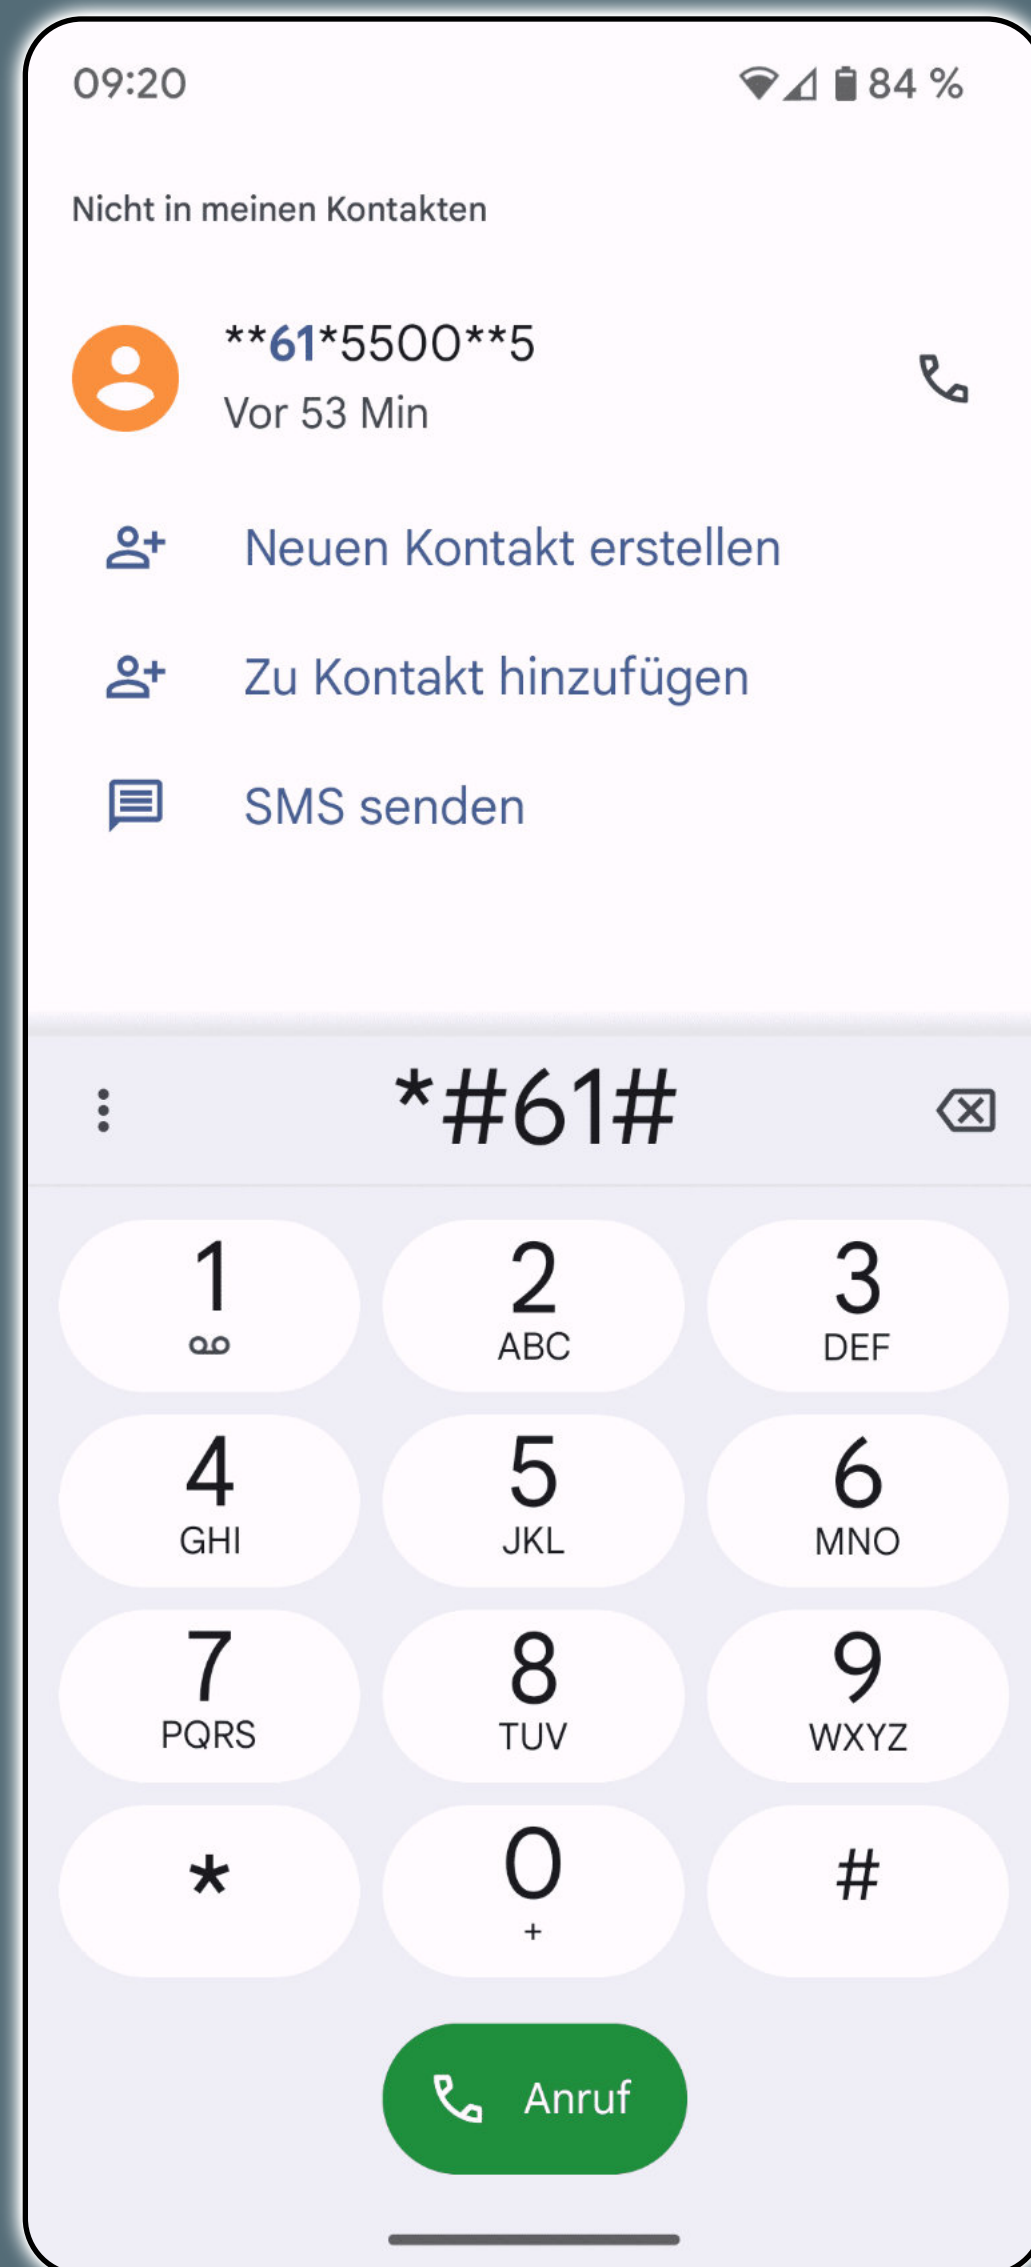 09:20 84 %
Nicht in meinen Kontakten
**61*5500**5
Vor 53 Min
Neuen Kontakt erstellen
Zu Kontakt hinzufügen
SMS senden
*#61#
1 2 3
ABC DEF
4 5 6
GHI JKL MNO
7 8 9
PQRS TUV WXYZ
* 0 #
+
Anruf